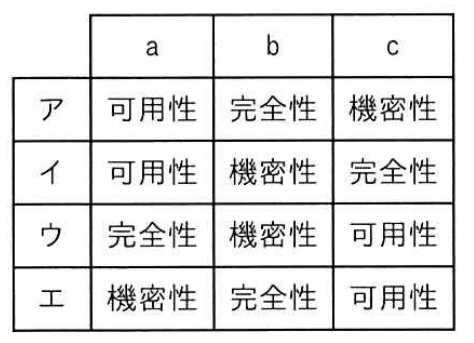 a b c
ア 可用性 完全性 機密性
イ 可用性 機密性 完全性
ウ 完全性 機密性 可用性
エ 機密性 完全性 可用性